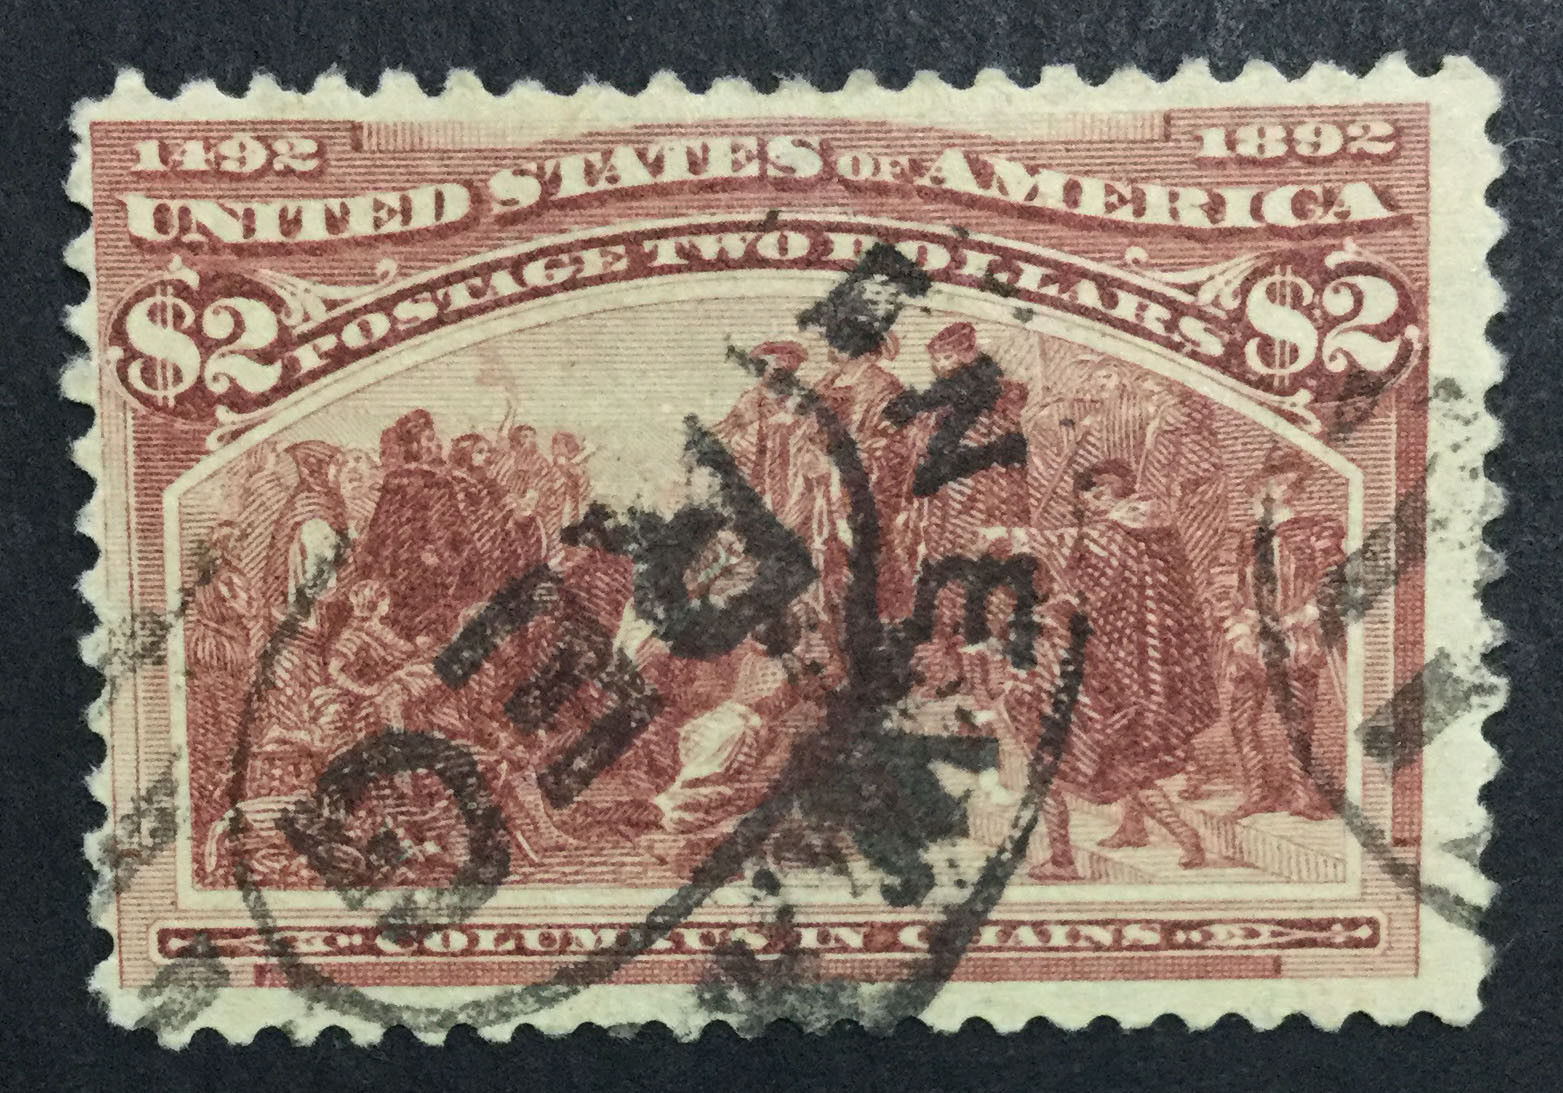 1492 1892
UNITED STATES OF AMERICA
$2 POSTAGE TWO DOLLARS $2
COLUMBUS IN CHAINS